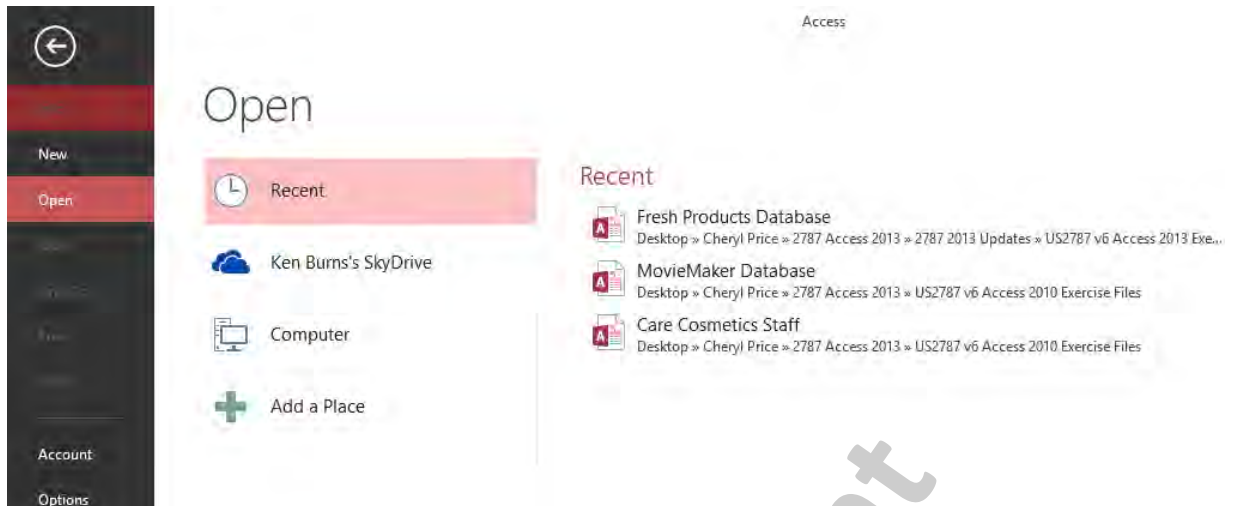 Access
New
Open
Account
Options
Open
Recent
Ken Burns's SkyDrive
Computer
Add a Place
Recent
Fresh Products Database
Desktop » Cheryl Price » 2787 Access 2013 » 2787 2013 Updates » US2787 v6 Access 2013 Exe...
MovieMaker Database
Desktop » Cheryl Price » 2787 Access 2013 » US2787 v6 Access 2010 Exercise Files
Care Cosmetics Staff
Desktop » Cheryl Price » 2787 Access 2013 » US2787 v6 Access 2010 Exercise Files